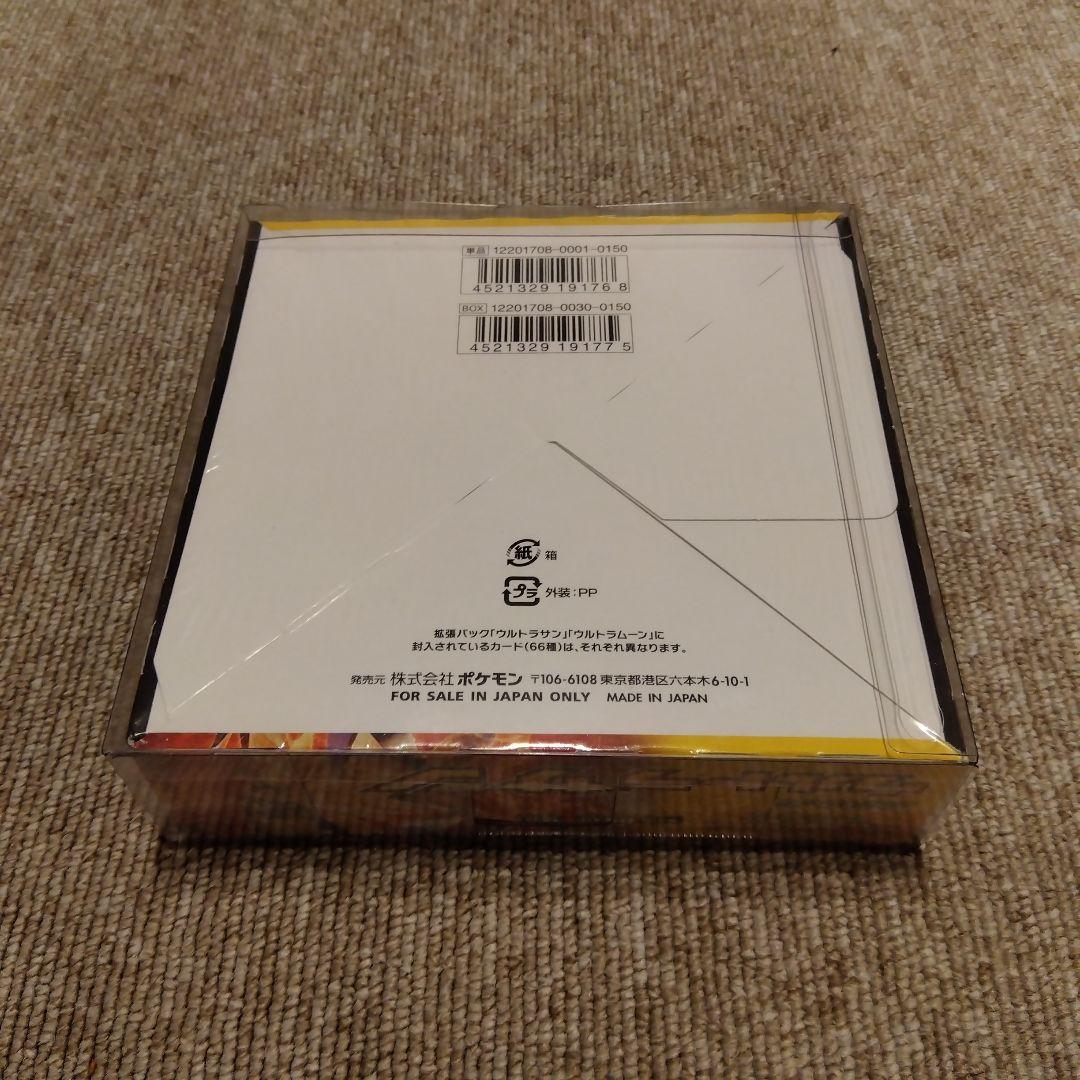 単品 12201708-0001-0150
4521329 191768
BOX 12201708-0030-0150
4521329 191775
紙 箱
プラ 外装:PP
拡張パック「ウルトラサン」「ウルトラムーン」に
封入されているカード(66種)は、それぞれ異なります。
発売元 株式会社 ポケモン 〒106-6108 東京都港区六本木6-10-1
FOR SALE IN JAPAN ONLY MADE IN JAPAN